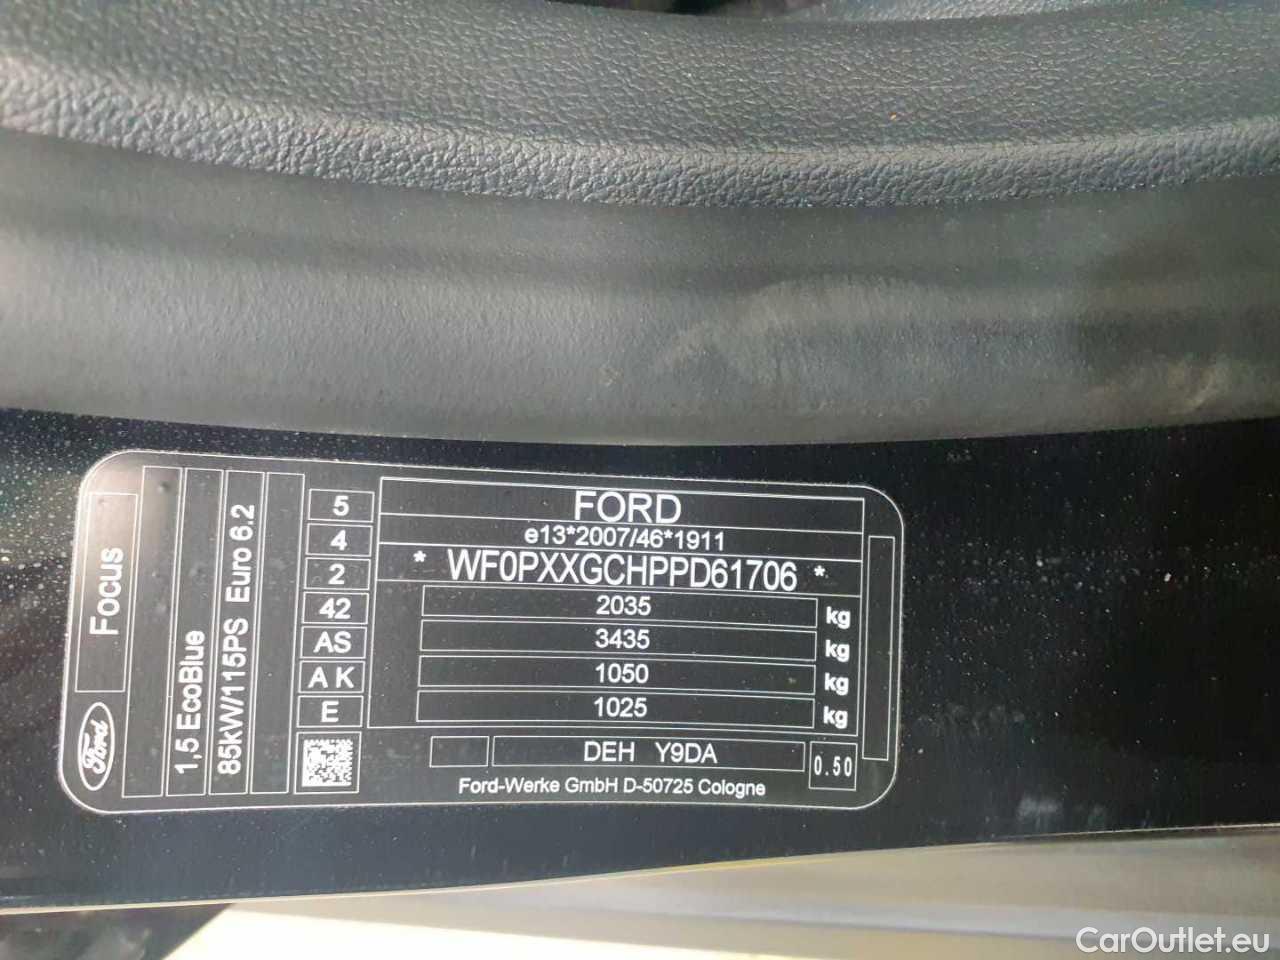 FORD
e13*2007/46*1911
* WF0PXXGCHPPD61706 *
2035 kg
3435 kg
1050 kg
1025 kg
DEH Y9DA
0.50
Ford-Werke GmbH D-50725 Cologne
5
4
2
42
AS
A K
E
Focus
Ford
1,5 EcoBlue
85kW/115PS Euro 6.2
CarOutlet.eu